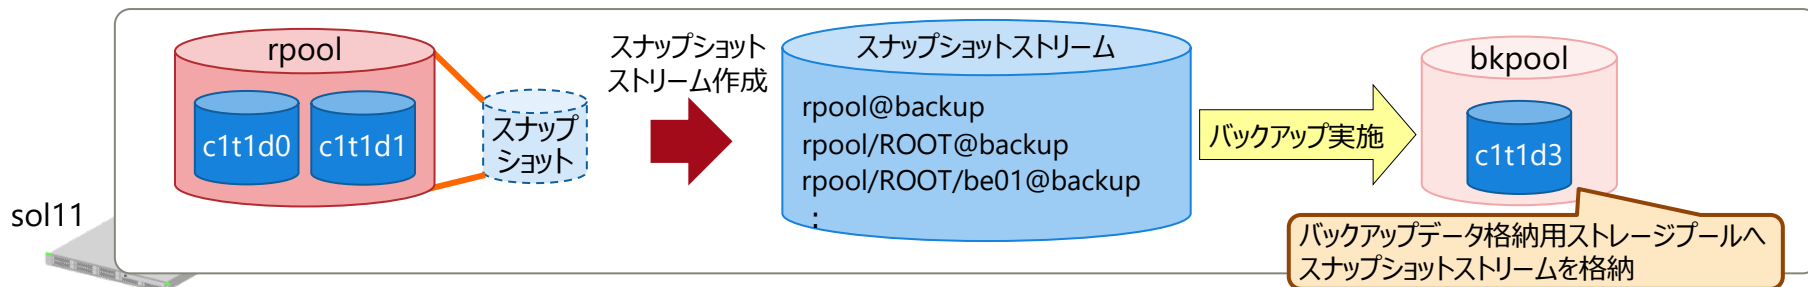 rpool
c1t1d0
c1t1d1
スナップ
ショット
スナップショット
ストリーム作成
スナップショットストリーム
rpool@backup
rpool/ROOT@backup
rpool/ROOT/be01@backup
:
バックアップ実施
bkpool
c1t1d3
sol11
バックアップデータ格納用ストレージプールへ
スナップショットストリームを格納